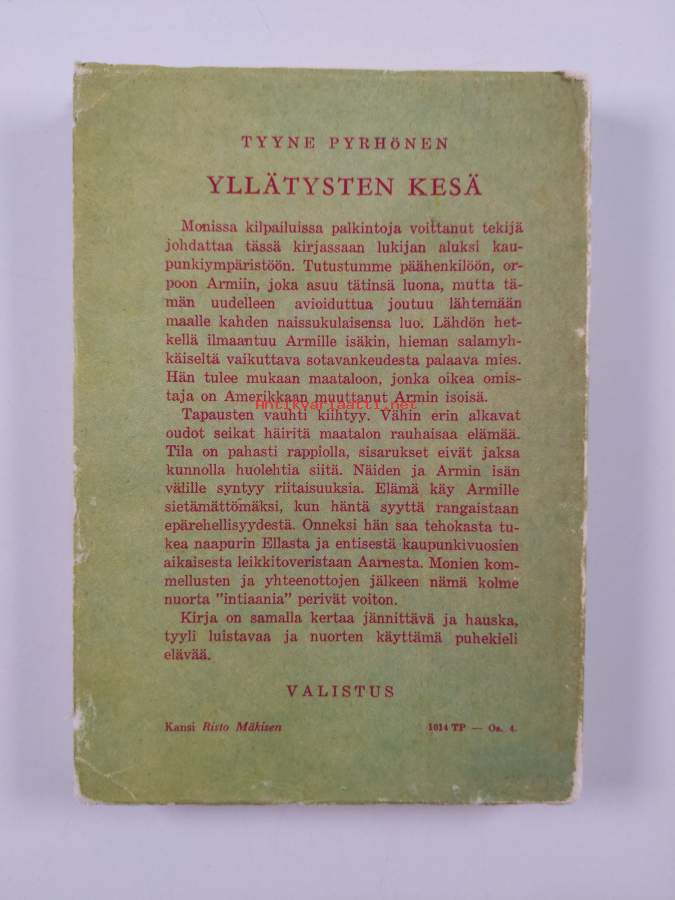 TYYNE PYRHÖNEN
YLLÄTYSTEN KESÄ
Monissa kilpailuissa palkintoja voittanut tekijä
johdattaa tässä kirjassaan lukijan aluksi kau-
punkiympäristöön. Tutustumme päähenkilöön, or-
poon Armiin, joka asuu tätinsä luona, mutta tä-
män uudelleen avioiduttua joutuu lähtemään
maalle kahden naissukulaisensa luo. Lähdön het-
kellä ilmaantuu Armille isäkin, hieman salamyh-
käiseltä vaikuttava sotavankeudesta palaava mies.
Hän tulee mukaan maataloon, jonka oikea omis-
taja on Amerikkaan muuttanut Armin isoisä.
Antikvariaatti.net
Tapausten vauhti kiihtyy. Vähin erin alkavat
oudot seikat häiritä maatalon rauhaisaa elämää.
Tila on pahasti rappiolla, sisarukset eivät jaksa
kunnolla huolehtia siitä. Näiden ja Armin isän
välille syntyy riitaisuuksia. Elämä käy Armille
sietämättömäksi, kun häntä syyttä rangaistaan
epärehellisyydestä. Onneksi hän saa tehokasta tu-
kea naapurin Ellasta ja entisestä kaupunkivuosien
aikaisesta leikkitoveristaan Aarnesta. Monien kom-
mellusten ja yhteenottojen jälkeen nämä kolme
nuorta "intiaania" perivät voiton.
Kirja on samalla kertaa jännittävä ja hauska,
tyyli luistavaa ja nuorten käyttämä puhekieli
elävää.
VALISTUS
Kansi Risto Mäkisen
1614 TP — Os. 4.